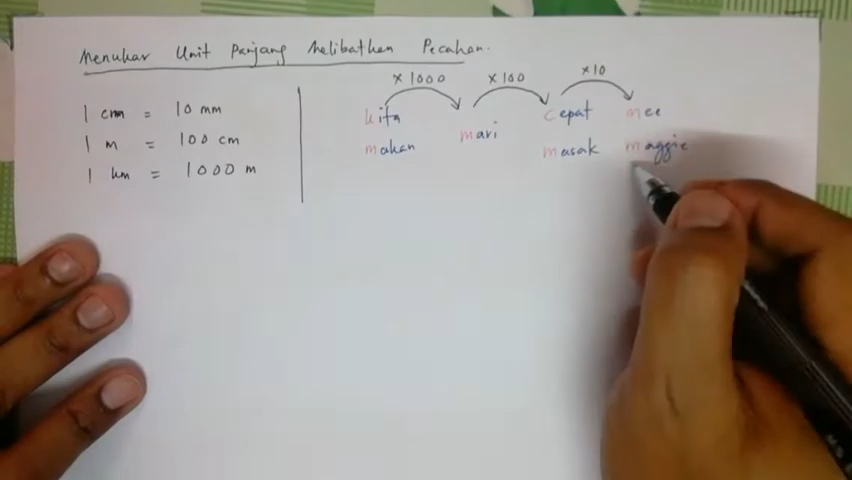 Menukar Unit Panjang Melibatkan Pecahan.
1 cm = 10 mm
1 m = 100 cm
1 km = 1000 m
x 1000 x 100 x 10
kita mari cepat mee
makan masak maggie